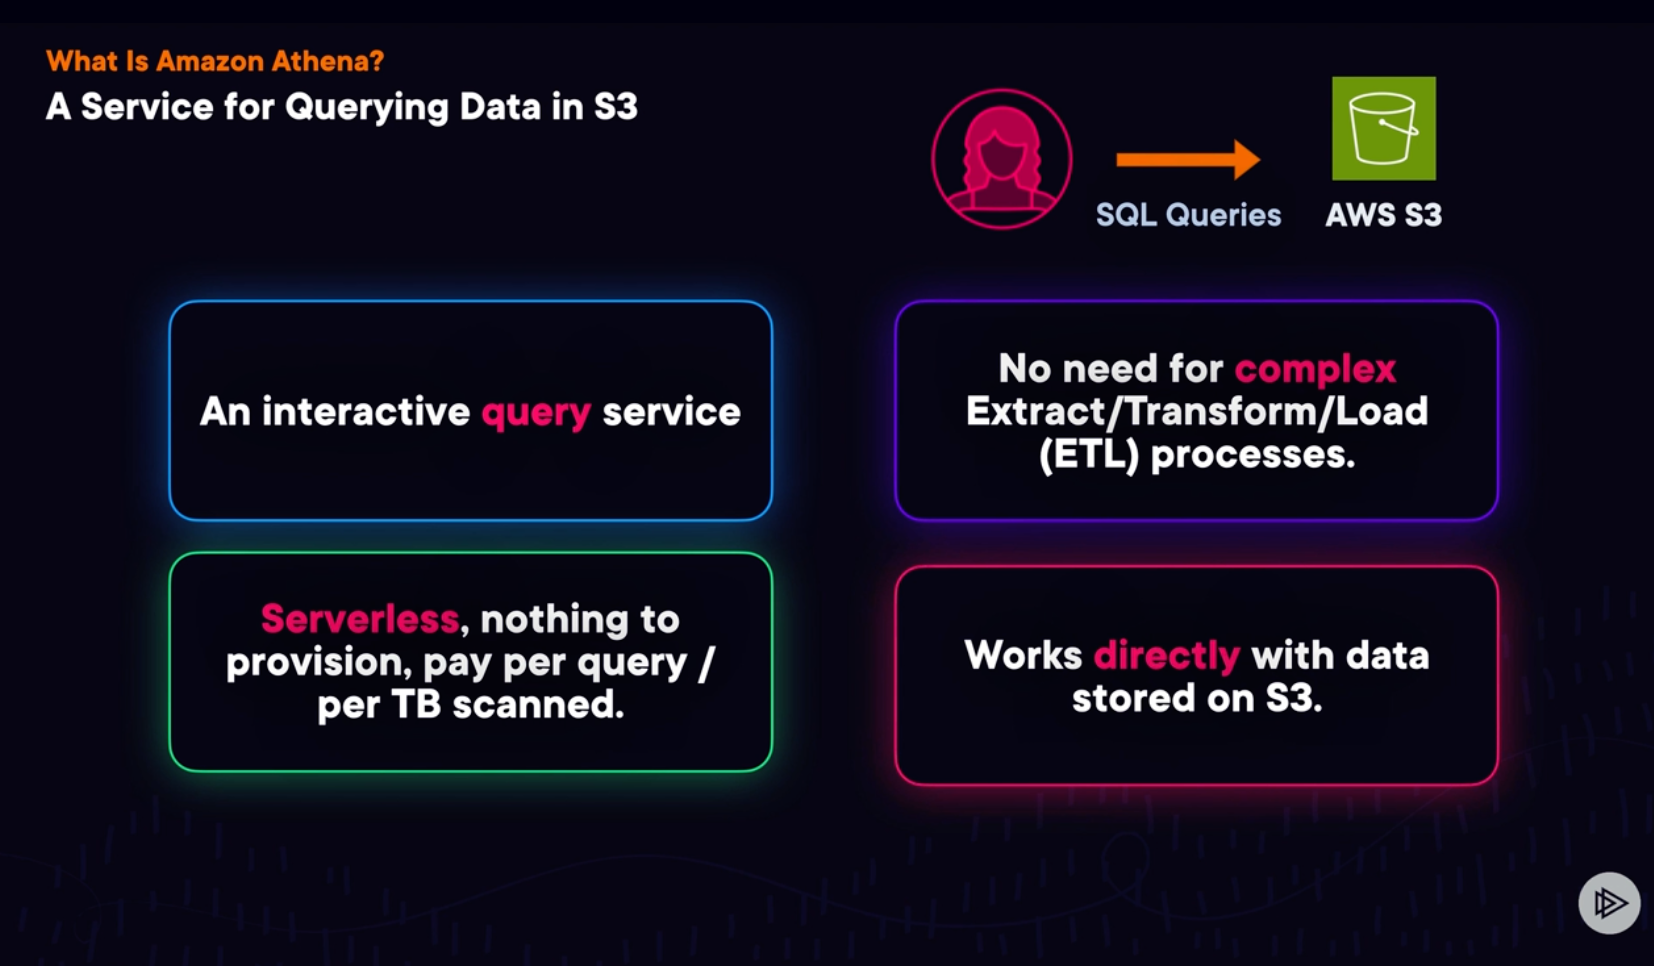 What Is Amazon Athena?
A Service for Querying Data in S3
SQL Queries
AWS S3
An interactive query service
No need for complex
Extract/Transform/Load
(ETL) processes.
Serverless, nothing to
provision, pay per query /
per TB scanned.
Works directly with data
stored on S3.